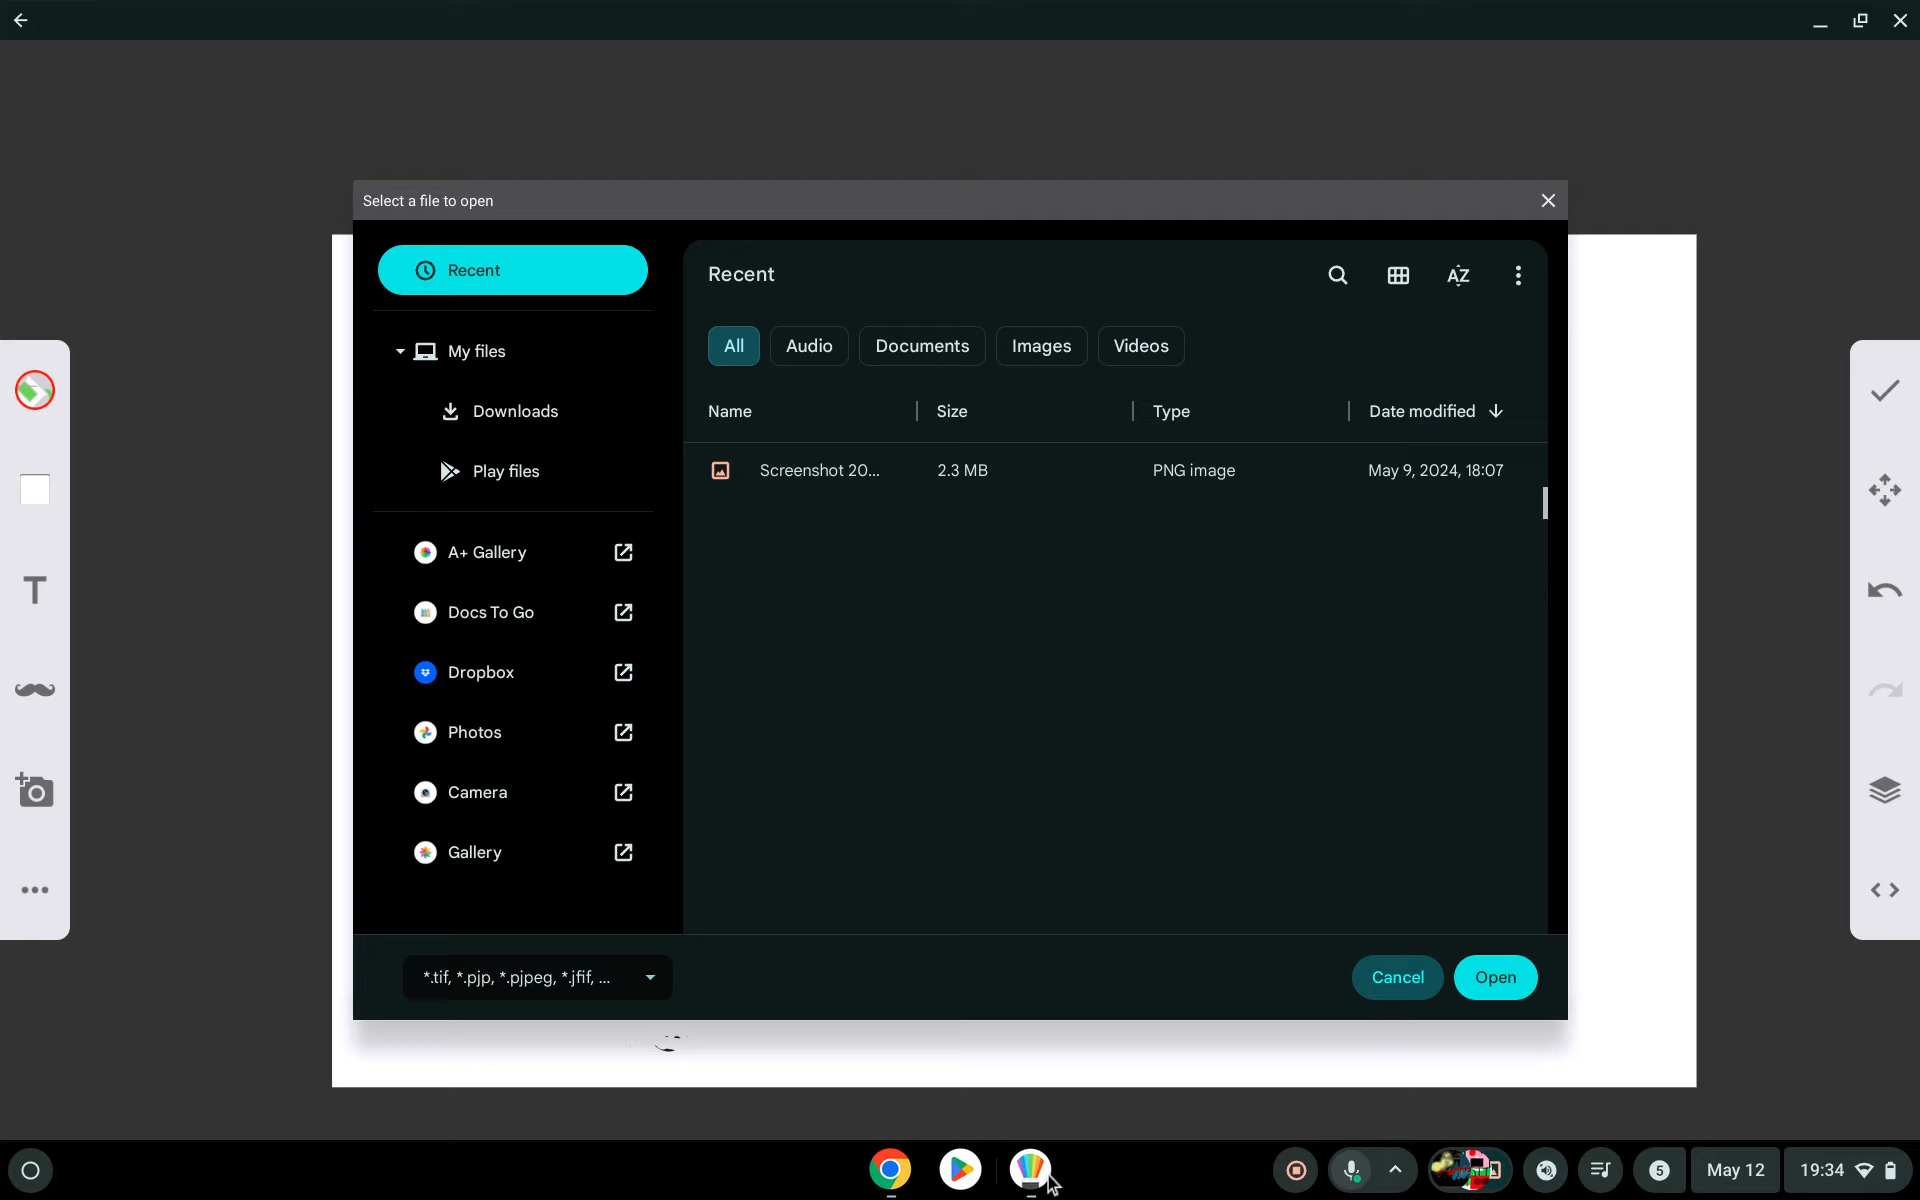 Select a file to open
Recent
My files
Downloads
Play files
A+ Gallery
Docs To Go
Dropbox
Photos
Camera
Gallery
Recent
AZ
All Audio Documents Images Videos
Name Size Type Date modified
Screenshot 20... 2.3 MB PNG image May 9, 2024, 18:07
*.tif, *.pjp, *.pjpeg, *.jfif, ...
Cancel Open
T
5 May 12 19:34